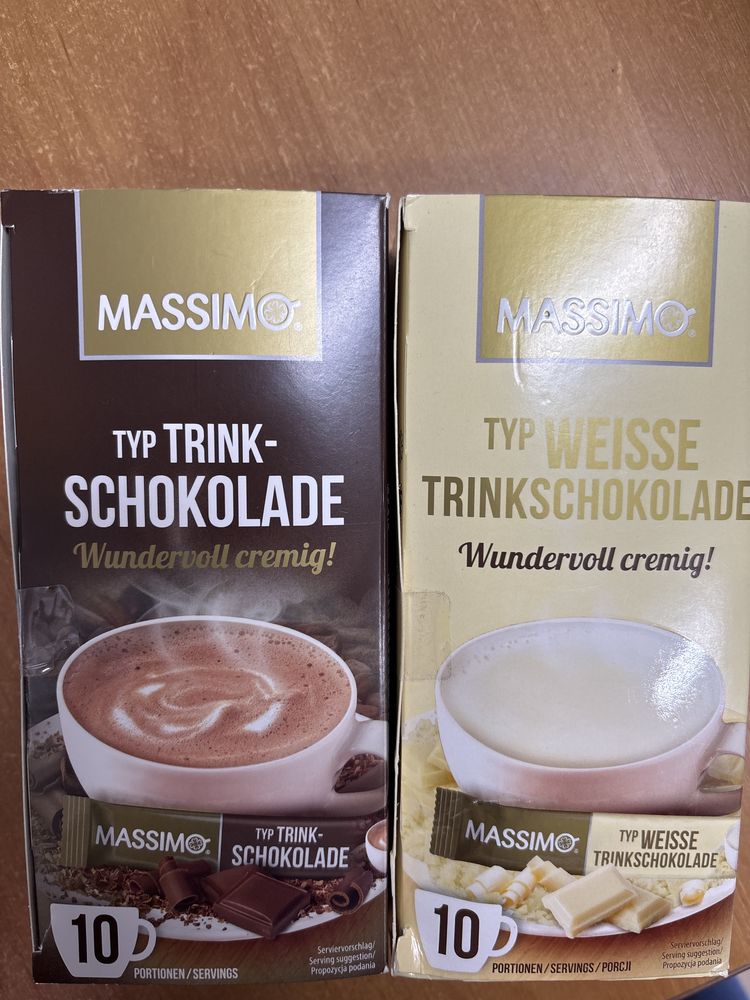 MASSIMO
TYP TRINK-
SCHOKOLADE
Wundervoll cremig!
MASSIMO
TYP TRINK-
SCHOKOLADE
10
PORTIONEN / SERVINGS
Serviervorschlag/
Serving suggestion/
Propozycja podania
MASSIMO
TYP WEISSE
TRINKSCHOKOLADE
Wundervoll cremig!
MASSIMO
TYP WEISSE
TRINKSCHOKOLADE
10
PORTIONEN / SERVINGS / PORCJI
Serviervorschlag/
Serving suggestion/
Propozycja podania